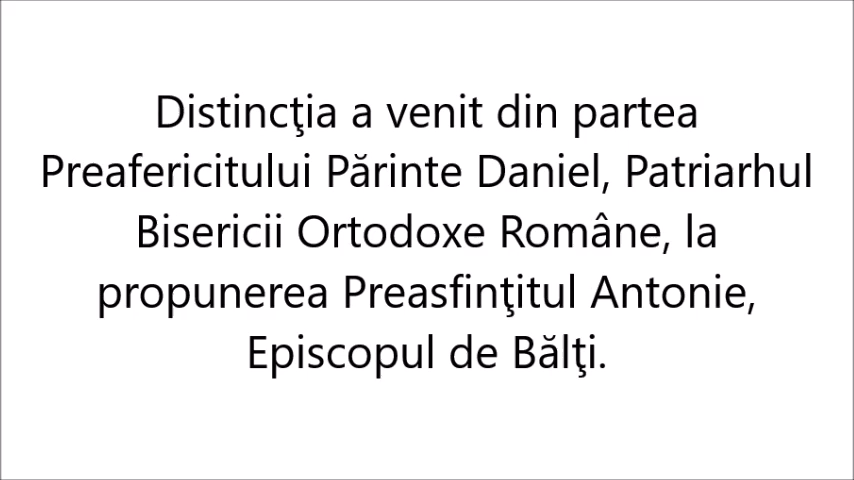 Distincţia a venit din partea
Preafericitului Părinte Daniel, Patriarhul
Bisericii Ortodoxe Române, la
propunerea Preasfinţitul Antonie,
Episcopul de Bălţi.